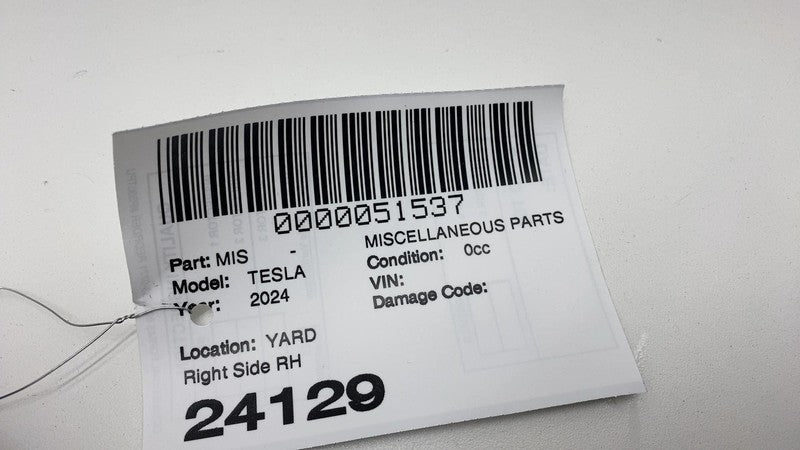 0000051537
Part: MIS - MISCELLANEOUS PARTS
Model: TESLA Condition: 0cc
Year: 2024 VIN:
Damage Code:
Location: YARD
Right Side RH
24129